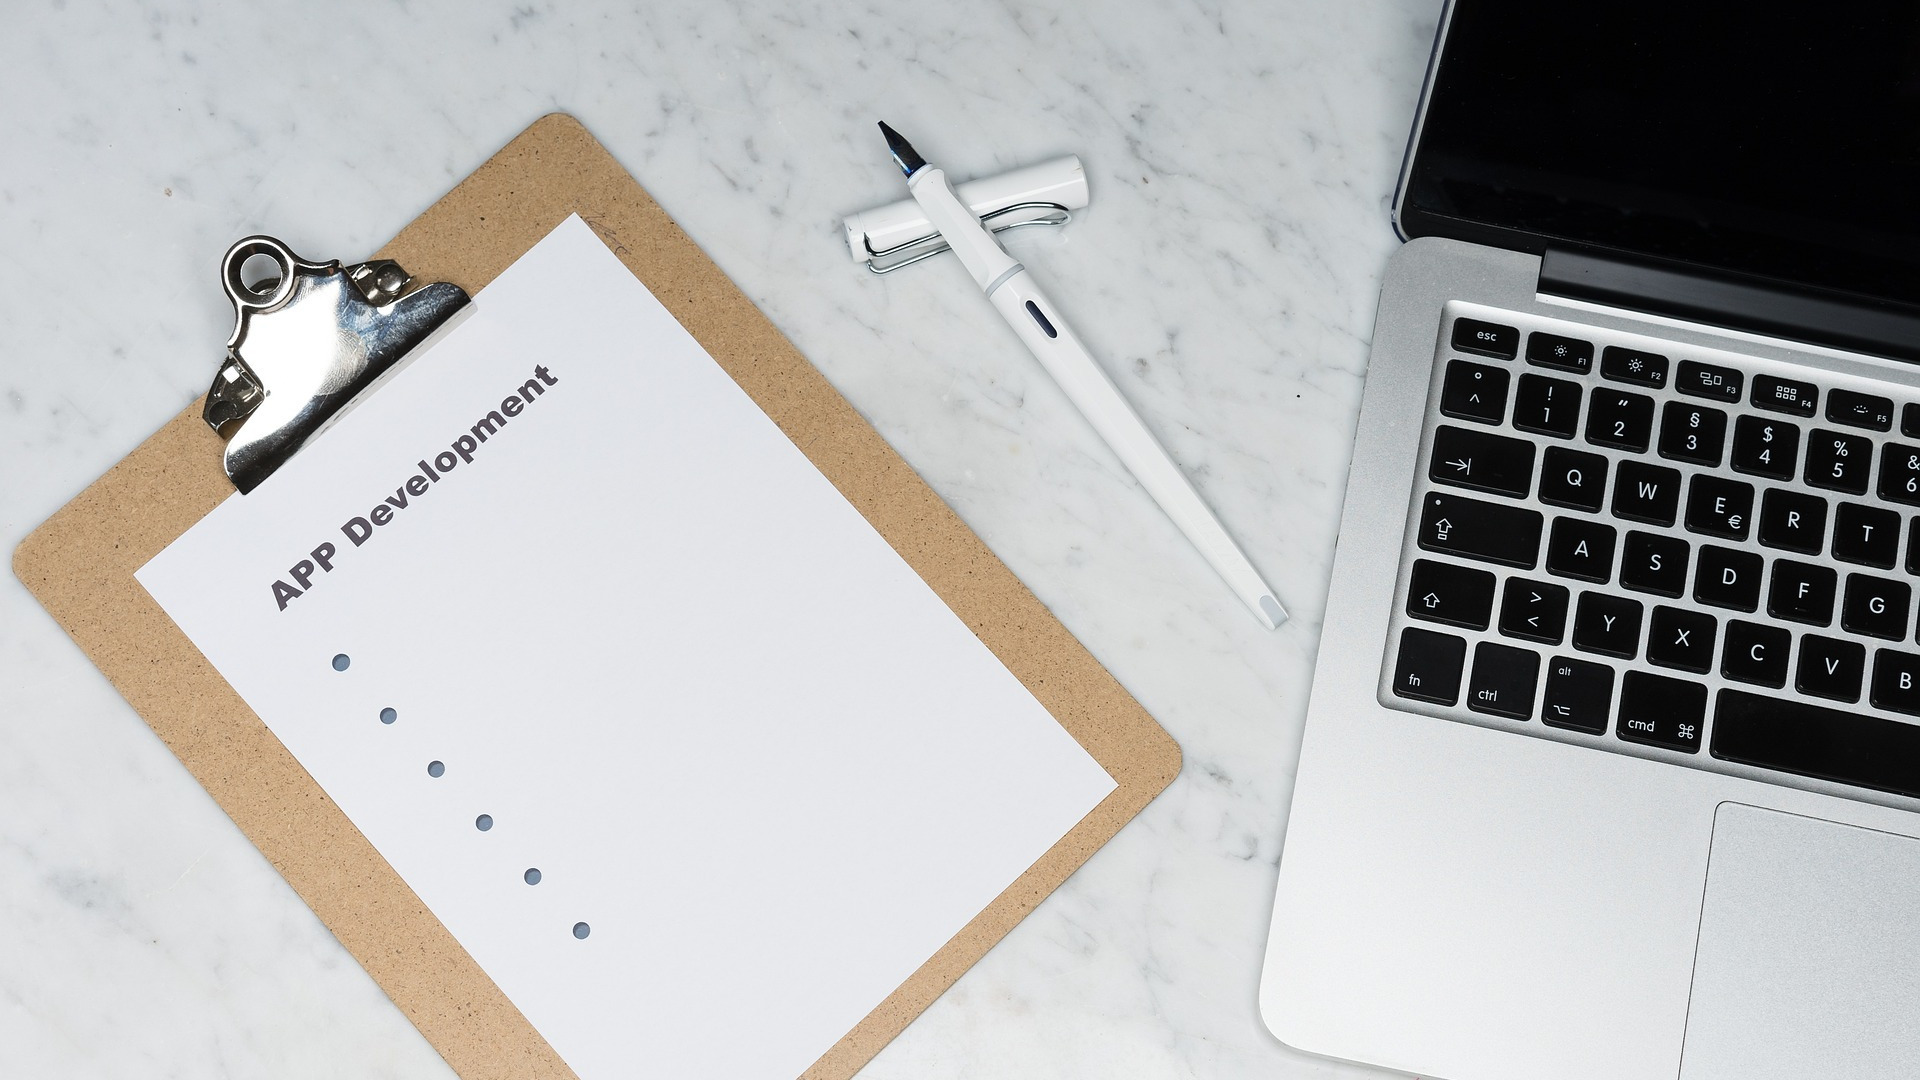 APP Development
esc
F1 F2 F3 F4 F5
° ^ ! 1 " 2 § 3 $ 4 % 5 & 6
Q W E € R T
A S D F G
> < Y X C V B
fn ctrl alt cmd ⌘